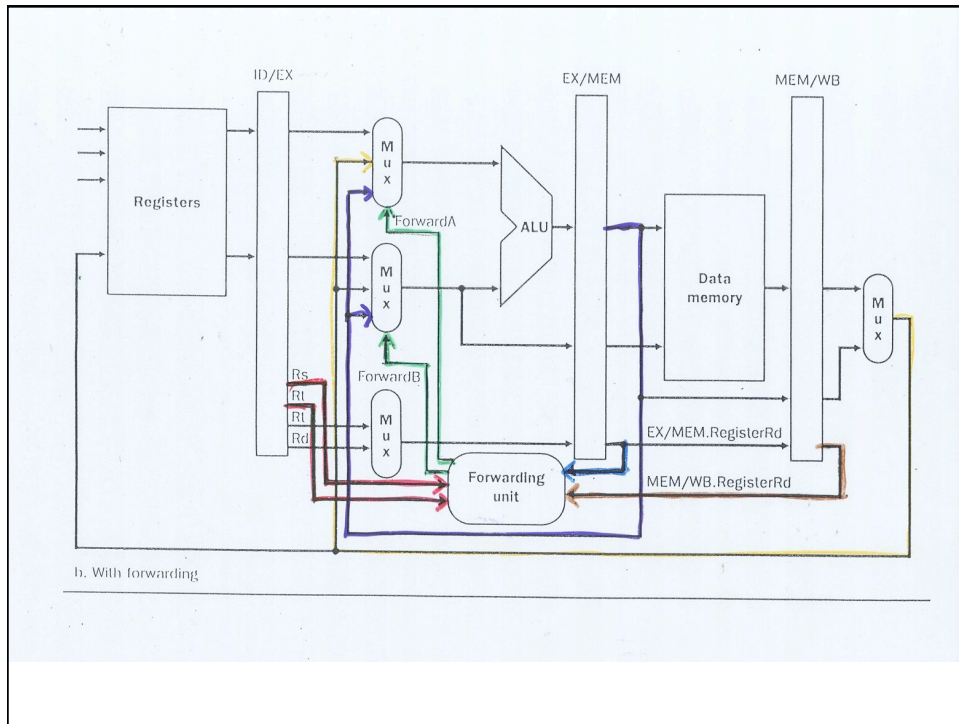 ID/EX
EX/MEM
MEM/WB
Registers
M
u
x
ForwardA
ALU
M
u
x
Data
memory
M
u
x
ForwardB
Rs
Rt
Rt
Rd
M
u
x
EX/MEM.RegisterRd
Forwarding
unit
MEM/WB.RegisterRd
b. With forwarding